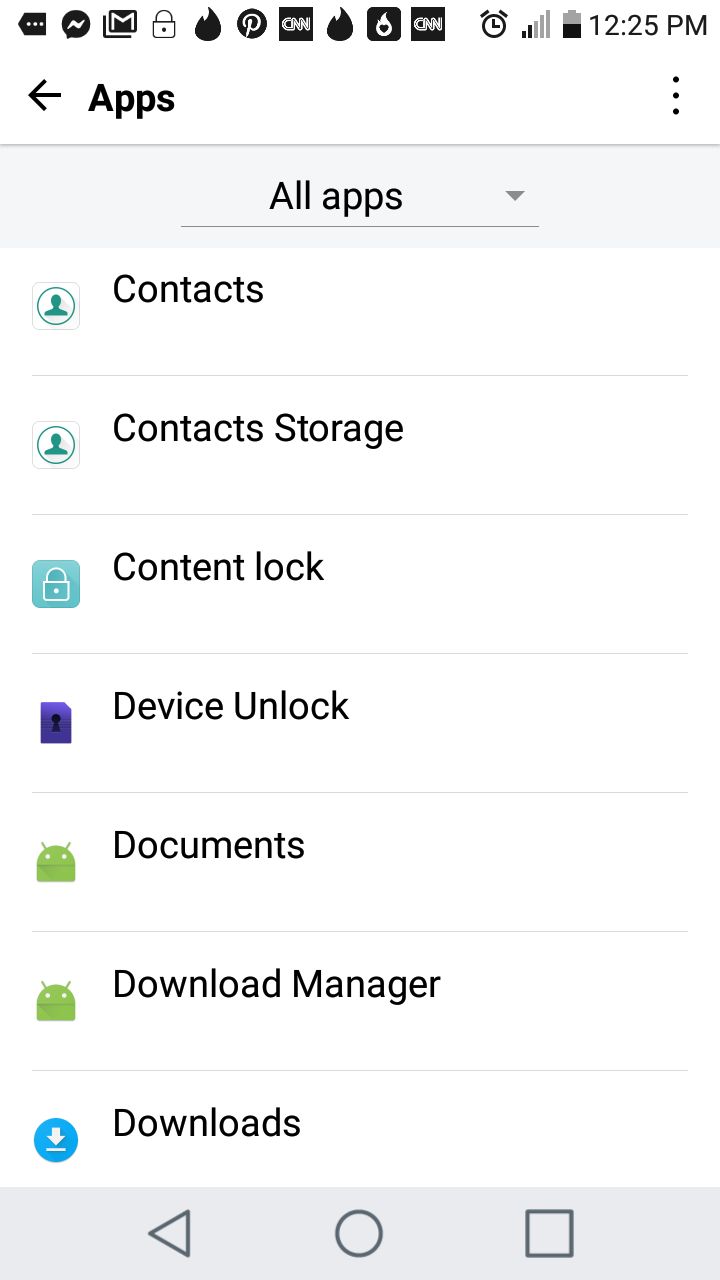 CNN CNN 12:25 PM
Apps
All apps
Contacts
Contacts Storage
Content lock
Device Unlock
Documents
Download Manager
Downloads